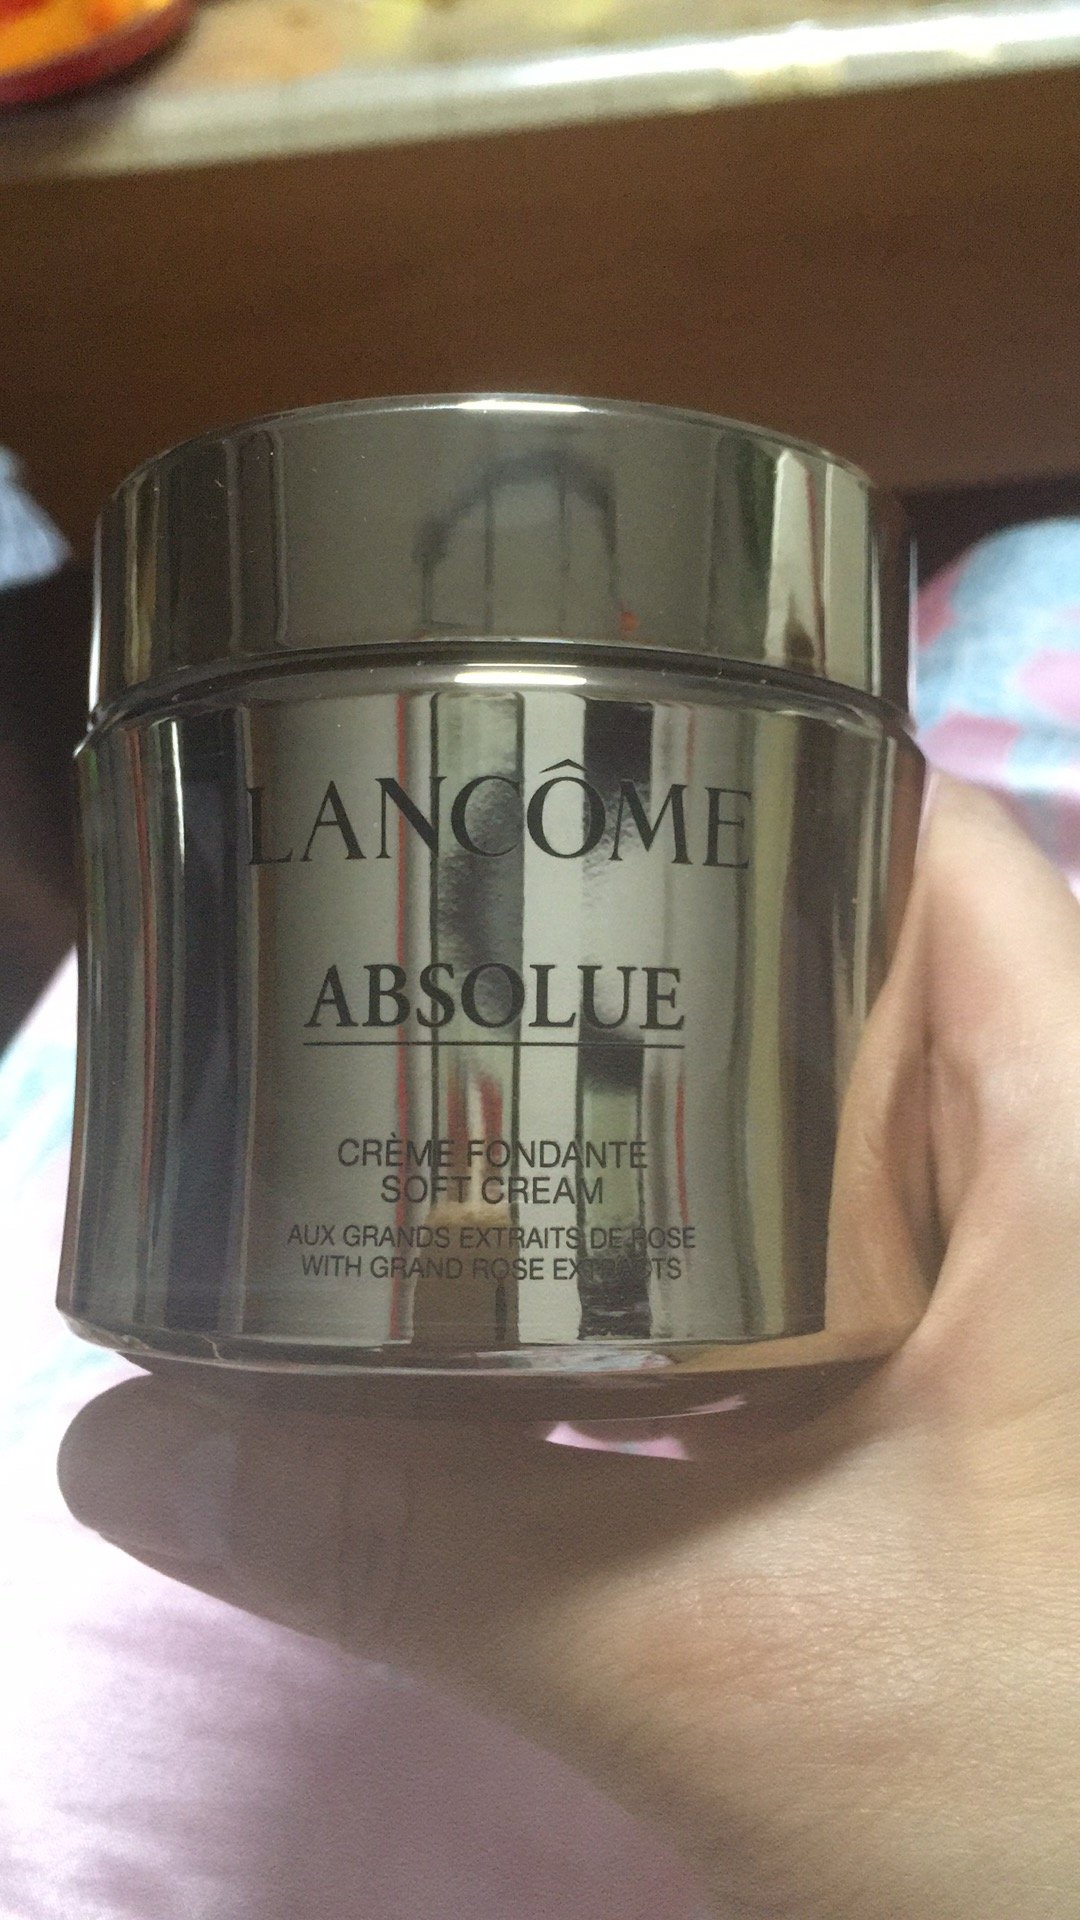 LANCÔME
ABSOLUE
CRÈME FONDANTE
SOFT CREAM
AUX GRANDS EXTRAITS DE ROSE
WITH GRAND ROSE EXTRACTS